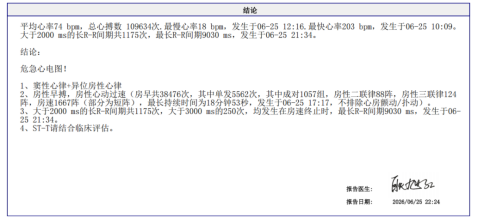 结论
平均心率74 bpm，总心搏数 109634次.最慢心率18 bpm，发生于06-25 12:16.最快心率203 bpm，发生于06-25 10:09。
大于2000 ms的长R-R间期共1175次，最长R-R间期9030 ms，发生于06-25 21:34。
结论：
危急心电图！
1、窦性心律+异位房性心律
2、房性早搏，房性心动过速（房早共38476次，其中单发5562次，其中成对1057组，房性二联律88阵，房性三联律124
阵，房速1667阵（部分为短阵），最长持续时间为18分钟53秒，发生于06-25 17:17，不排除心房颤动/扑动）。
3、大于2000 ms的长R-R间期共1175次，大于3000 ms的250次，均发生在房速终止时，最长R-R间期9030 ms，发生于06-
25 21:34。
4、ST-T请结合临床评估。
报告医生：
报告日期： 2026/06/25 22:24